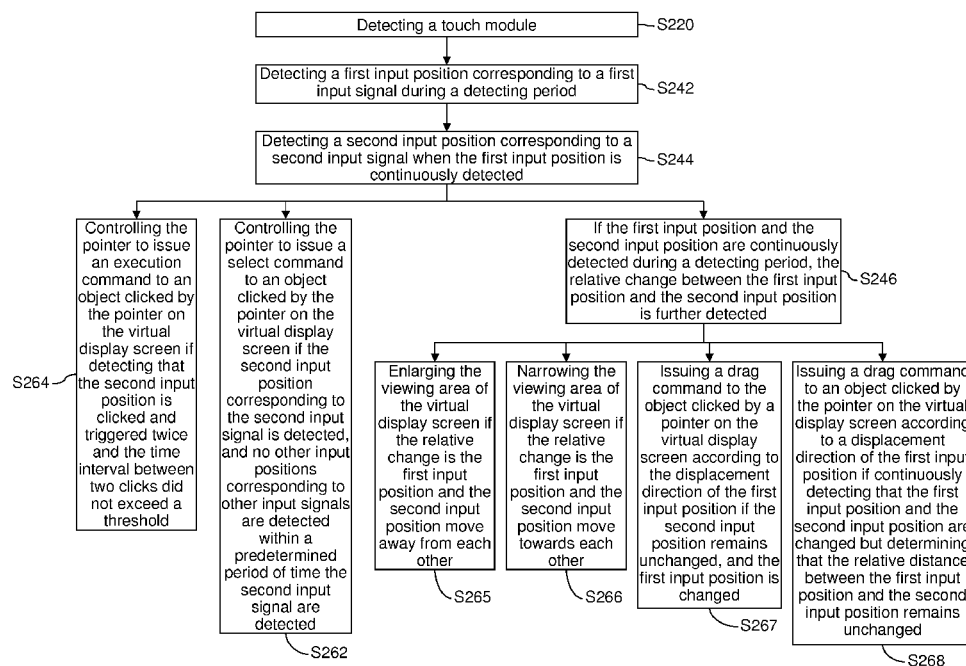 Detecting a touch module
S220
Detecting a first input position corresponding to a first
input signal during a detecting period
S242
Detecting a second input position corresponding to a
second input signal when the first input position is
continuously detected
S244
Controlling the
pointer to issue
an execution
command to an
object clicked by
the pointer on
the virtual
display screen if
detecting that
the second input
position is
clicked and
triggered twice
and the time
interval between
two clicks did
not exceed a
threshold
S264
Controlling the
pointer to issue a
select command
to an object
clicked by the
pointer on the
virtual display
screen if the
second input
position
corresponding to
the second input
signal is detected,
and no other input
positions
corresponding to
other input signals
are detected
within a
predetermined
period of time the
second input
signal are
detected
S262
If the first input position and the
second input position are continuously
detected during a detecting period, the
relative change between the first input
position and the second input position
is further detected
S246
Enlarging the
viewing area of
the virtual
display screen if
the relative
change is the
first input
position and the
second input
position move
away from each
other
S265
Narrowing the
viewing area of
the virtual
display screen if
the relative
change is the
first input
position and the
second input
position move
towards each
other
S266
Issuing a drag
command to the
object clicked by a
pointer on the
virtual display
screen according to
the displacement
direction of the first
input position if the
second input
position remains
unchanged, and the
first input position is
changed
S267
Issuing a drag command
to an object clicked by
the pointer on the virtual
display screen according
to a displacement
direction of the first input
position if continuously
detecting that the first
input position and the
second input position are
changed but determining
that the relative distance
between the first input
position and the second
input position remains
unchanged
S268